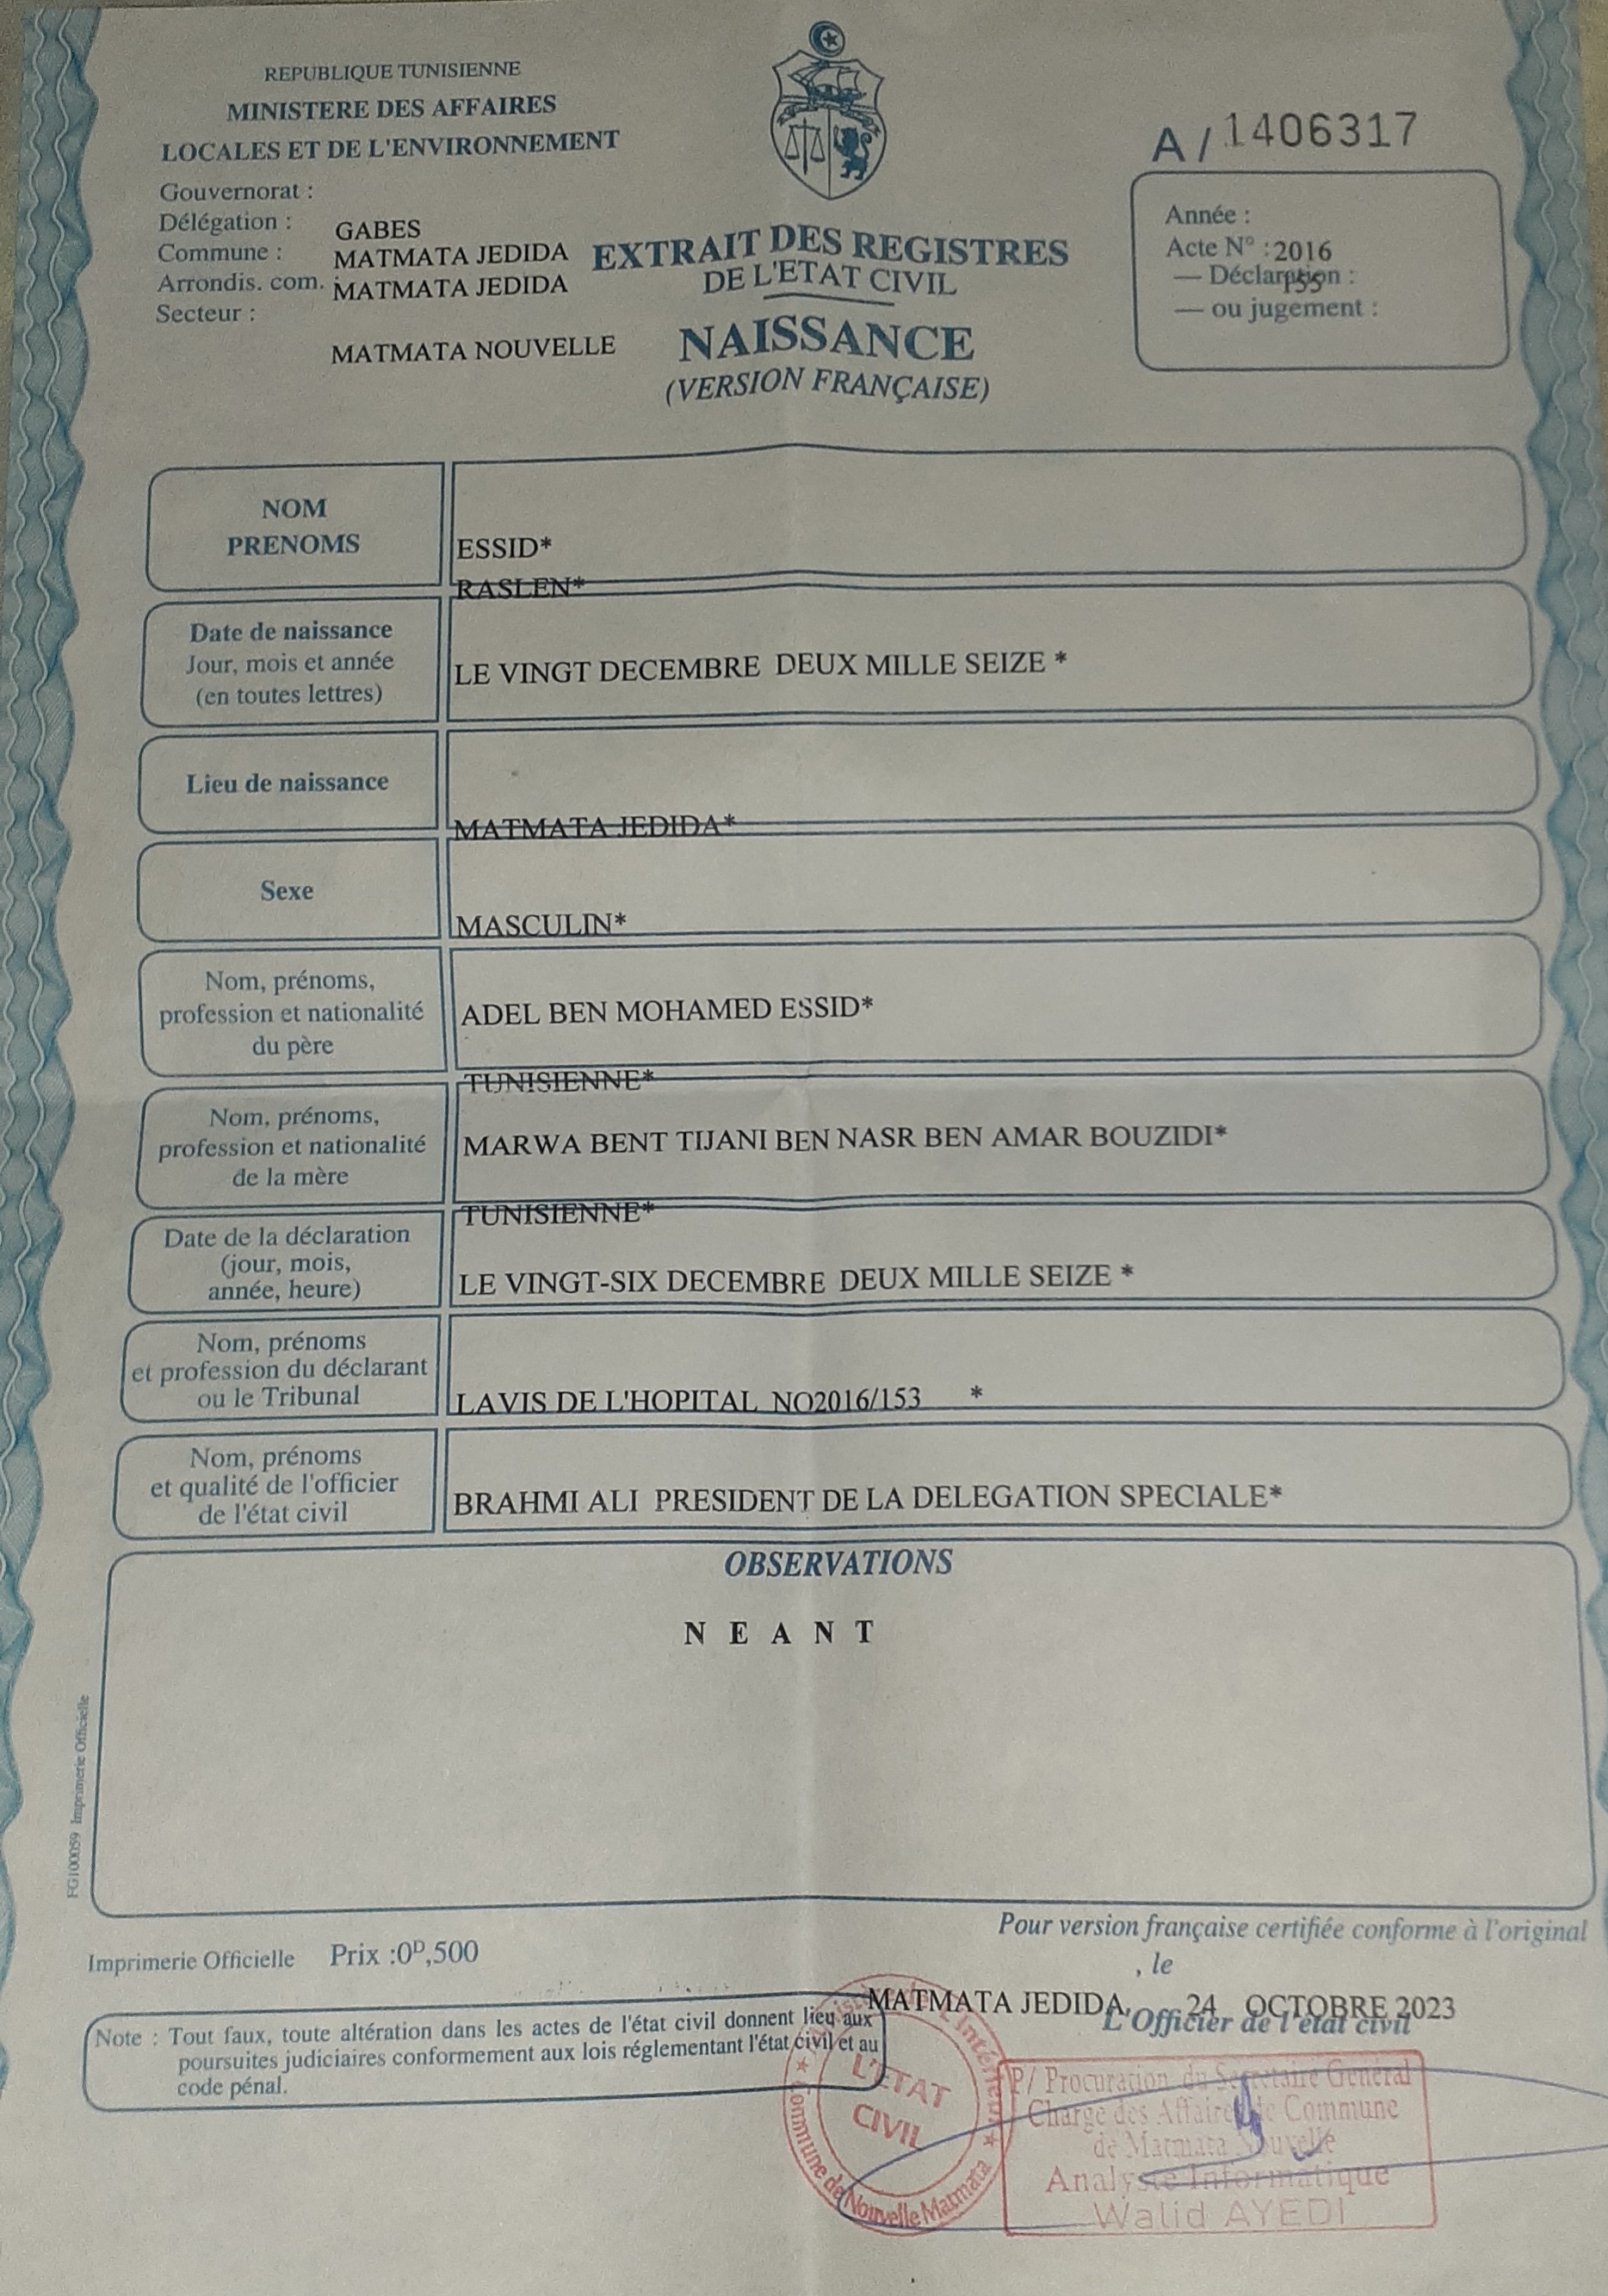 REPUBLIQUE TUNISIENNE
MINISTERE DES AFFAIRES
LOCALES ET DE L'ENVIRONNEMENT
Gouvernorat :
Délégation : GABES
Commune : MATMATA JEDIDA
Arrondis. com. : MATMATA JEDIDA
Secteur :
MATMATA NOUVELLE
EXTRAIT DES REGISTRES
DE L'ETAT CIVIL
NAISSANCE
(VERSION FRANÇAISE)
A / 1406317
Année :
Acte N° : 2016
— Déclaration : 155
— ou jugement :
NOM
PRENOMS
ESSID*
RASLEN*
Date de naissance
Jour, mois et année
(en toutes lettres)
LE VINGT DECEMBRE DEUX MILLE SEIZE *
Lieu de naissance
MATMATA JEDIDA*
Sexe
MASCULIN*
Nom, prénoms,
profession et nationalité
du père
ADEL BEN MOHAMED ESSID*
TUNISIENNE*
Nom, prénoms,
profession et nationalité
de la mère
MARWA BENT TIJANI BEN NASR BEN AMAR BOUZIDI*
TUNISIENNE*
Date de la déclaration
(jour, mois,
année, heure)
LE VINGT-SIX DECEMBRE DEUX MILLE SEIZE *
Nom, prénoms
et profession du déclarant
ou le Tribunal
LAVIS DE L'HOPITAL NO2016/153 *
Nom, prénoms
et qualité de l'officier
de l'état civil
BRAHMI ALI PRESIDENT DE LA DELEGATION SPECIALE*
OBSERVATIONS
N E A N T
FG100059 Imprimerie Officielle
Pour version française certifiée conforme à l'original
Imprimerie Officielle Prix :0ᴰ,500
, le
MATMATA JEDIDA, 24 OCTOBRE 2023
L'Officier de l'état civil
Note : Tout faux, toute altération dans les actes de l'état civil donnent lieu aux
poursuites judiciaires conformement aux lois réglementant l'état civil et au
code pénal.
Ministère de l'Intérieur
L'ETAT
CIVIL
Commune de Nouvelle Matmata
P/ Procuration du Secrétaire Général
Chargé des Affaires de Commune
de Matmata Nouvelle
Analyste Informatique
Walid AYEDI